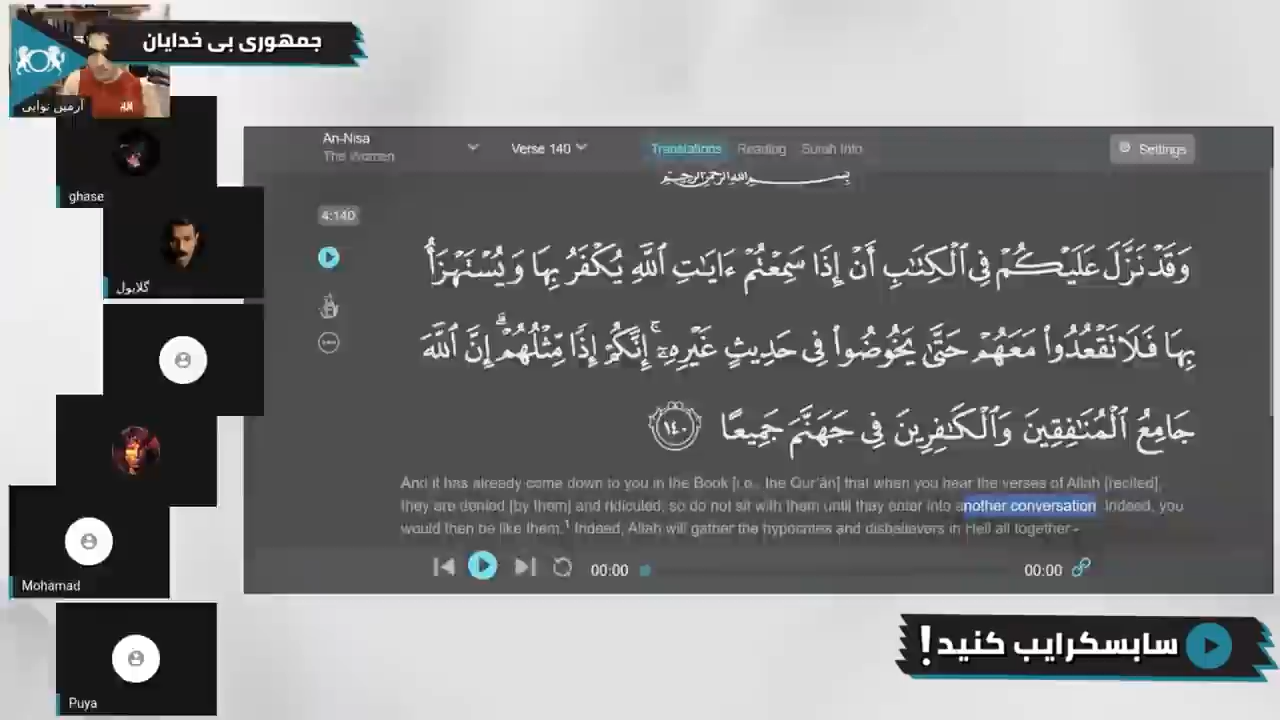 جمهوری بی خدایان
آرمین نوابی
ghase
گلابول
Mohamad
Puya
An-Nisa
The Women
Verse 140
Translations
Reading
Surah Info
Settings
بِسْمِ ٱللَّهِ ٱلرَّحْمَٰنِ ٱلرَّحِيمِ
4:140
وَقَدْ نَزَّلَ عَلَيْكُمْ فِى ٱلْكِتَٰبِ أَنْ إِذَا سَمِعْتُمْ ءَايَٰتِ ٱللَّهِ يُكْفَرُ بِهَا وَيُسْتَهْزَأُ
بِهَا فَلَا تَقْعُدُوا۟ مَعَهُمْ حَتَّىٰ يَخُوضُوا۟ فِى حَدِيثٍ غَيْرِهِۦٓ ۚ إِنَّكُمْ إِذًا مِّثْلُهُمْ ۗ إِنَّ ٱللَّهَ
جَامِعُ ٱلْمُنَٰفِقِينَ وَٱلْكَٰفِرِينَ فِى جَهَنَّمَ جَمِيعًا ١٤٠
And it has already come down to you in the Book [i.e., the Qur'ān] that when you hear the verses of Allah [recited],
they are denied [by them] and ridiculed, so do not sit with them until they enter into another conversation. Indeed, you
would then be like them.1 Indeed, Allah will gather the hypocrites and disbelievers in Hell all together -
00:00
00:00
سابسکرایب کنید!